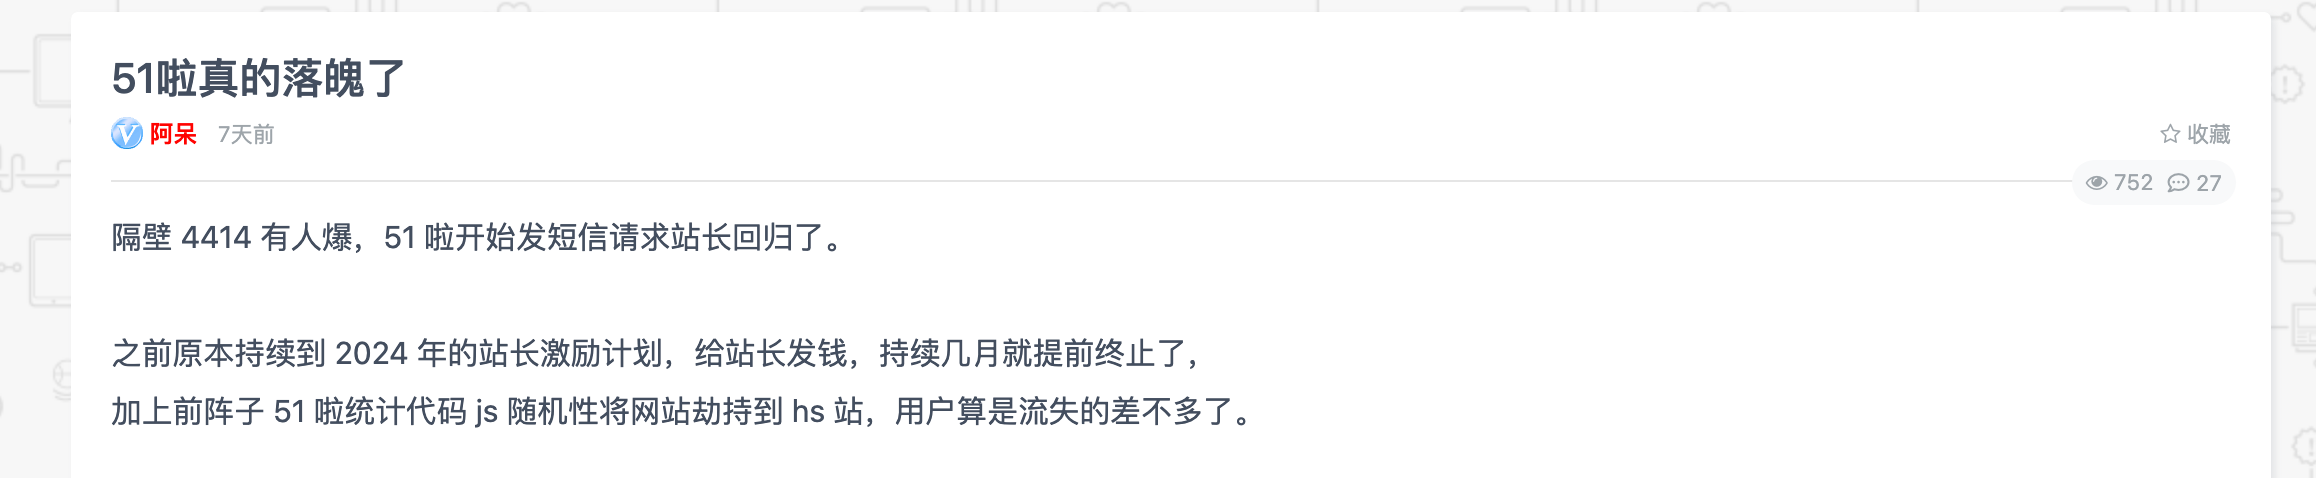 51啦真的落魄了
阿呆 7天前 收藏
752 27
隔壁 4414 有人爆，51 啦开始发短信请求站长回归了。
之前原本持续到 2024 年的站长激励计划，给站长发钱，持续几月就提前终止了，
加上前阵子 51 啦统计代码 js 随机性将网站劫持到 hs 站，用户算是流失的差不多了。